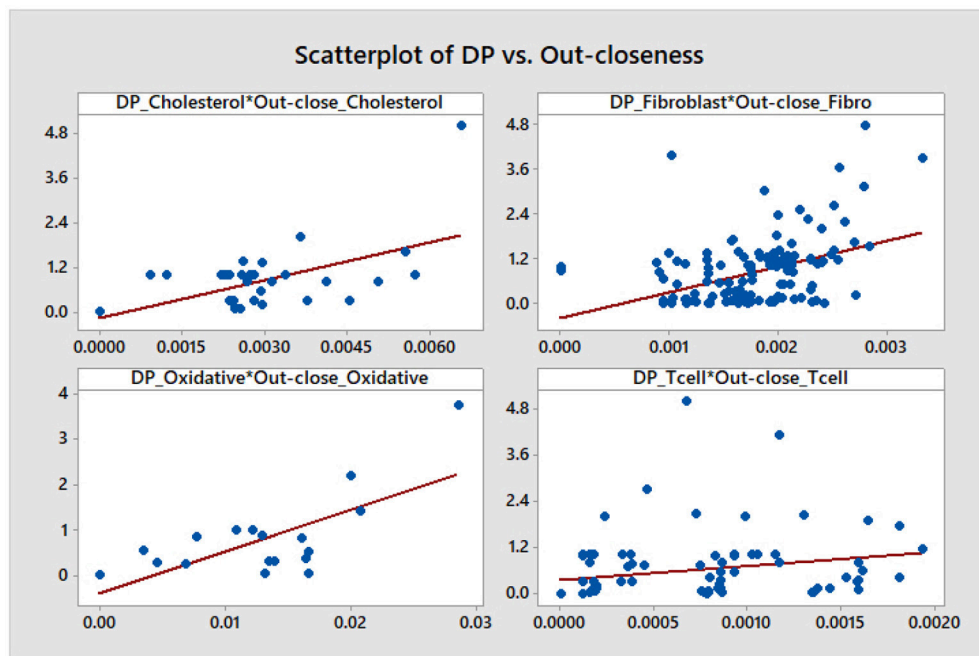 Scatterplot of DP vs. Out-closeness
DP_Cholesterol*Out-close_Cholesterol
4.8
3.6
2.4
1.2
0.0
0.0000 0.0015 0.0030 0.0045 0.0060
DP_Fibroblast*Out-close_Fibro
4.8
3.6
2.4
1.2
0.0
0.000 0.001 0.002 0.003
DP_Oxidative*Out-close_Oxidative
4
3
2
1
0
0.00 0.01 0.02 0.03
DP_Tcell*Out-close_Tcell
4.8
3.6
2.4
1.2
0.0
0.0000 0.0005 0.0010 0.0015 0.0020